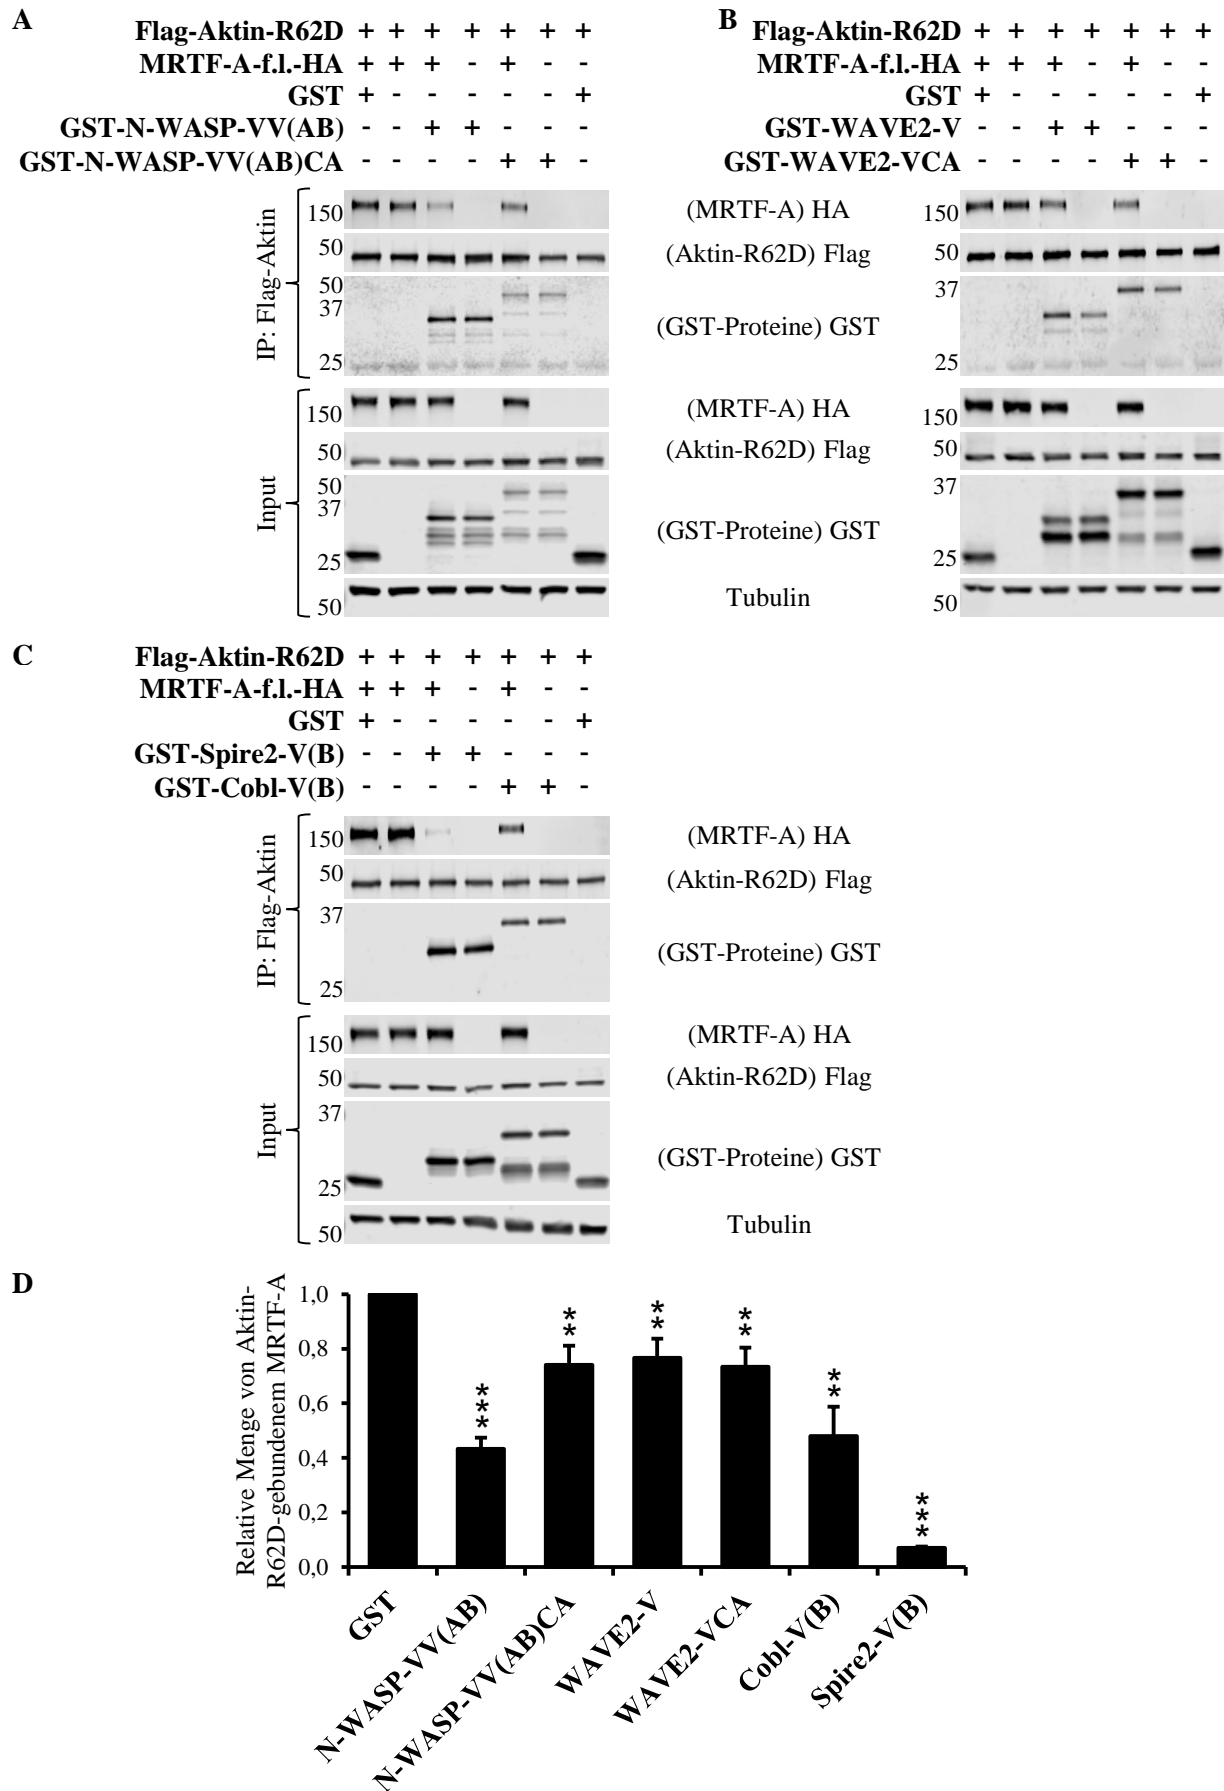 A
Flag-Aktin-R62D + + + + + + +
MRTF-A-f.l.-HA + + + - + - -
GST + - - - - - +
GST-N-WASP-VV(AB) - - + + - - -
GST-N-WASP-VV(AB)CA - - - - + + -
IP: Flag-Aktin
150
(MRTF-A) HA
50
(Aktin-R62D) Flag
50
37
(GST-Proteine) GST
25
Input
150
(MRTF-A) HA
50
(Aktin-R62D) Flag
50
37
(GST-Proteine) GST
25
50
Tubulin
B
Flag-Aktin-R62D + + + + + + +
MRTF-A-f.l.-HA + + + - + - -
GST + - - - - - +
GST-WAVE2-V - - + + - - -
GST-WAVE2-VCA - - - - + + -
150
50
37
25
150
50
37
25
50
C
Flag-Aktin-R62D + + + + + + +
MRTF-A-f.l.-HA + + + - + - -
GST + - - - - - +
GST-Spire2-V(B) - - + + - - -
GST-Cobl-V(B) - - - - + + -
IP: Flag-Aktin
150
(MRTF-A) HA
50
(Aktin-R62D) Flag
37
(GST-Proteine) GST
25
Input
150
(MRTF-A) HA
50
(Aktin-R62D) Flag
37
(GST-Proteine) GST
25
50
Tubulin
D
Relative Menge von Aktin-
R62D-gebundenem MRTF-A
1,0
0,8
0,6
0,4
0,2
0,0
***
**
**
**
**
***
GST
N-WASP-VV(AB)
N-WASP-VV(AB)CA
WAVE2-V
WAVE2-VCA
Cobl-V(B)
Spire2-V(B)